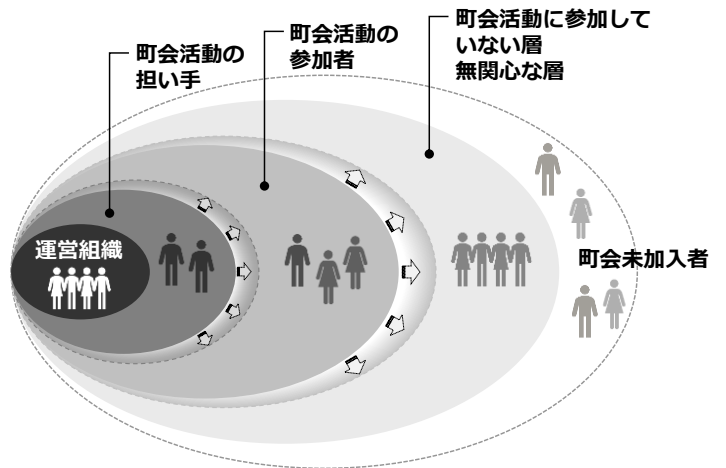 町会活動の
担い手
町会活動の
参加者
町会活動に参加して
いない層
無関心な層
運営組織
町会未加入者